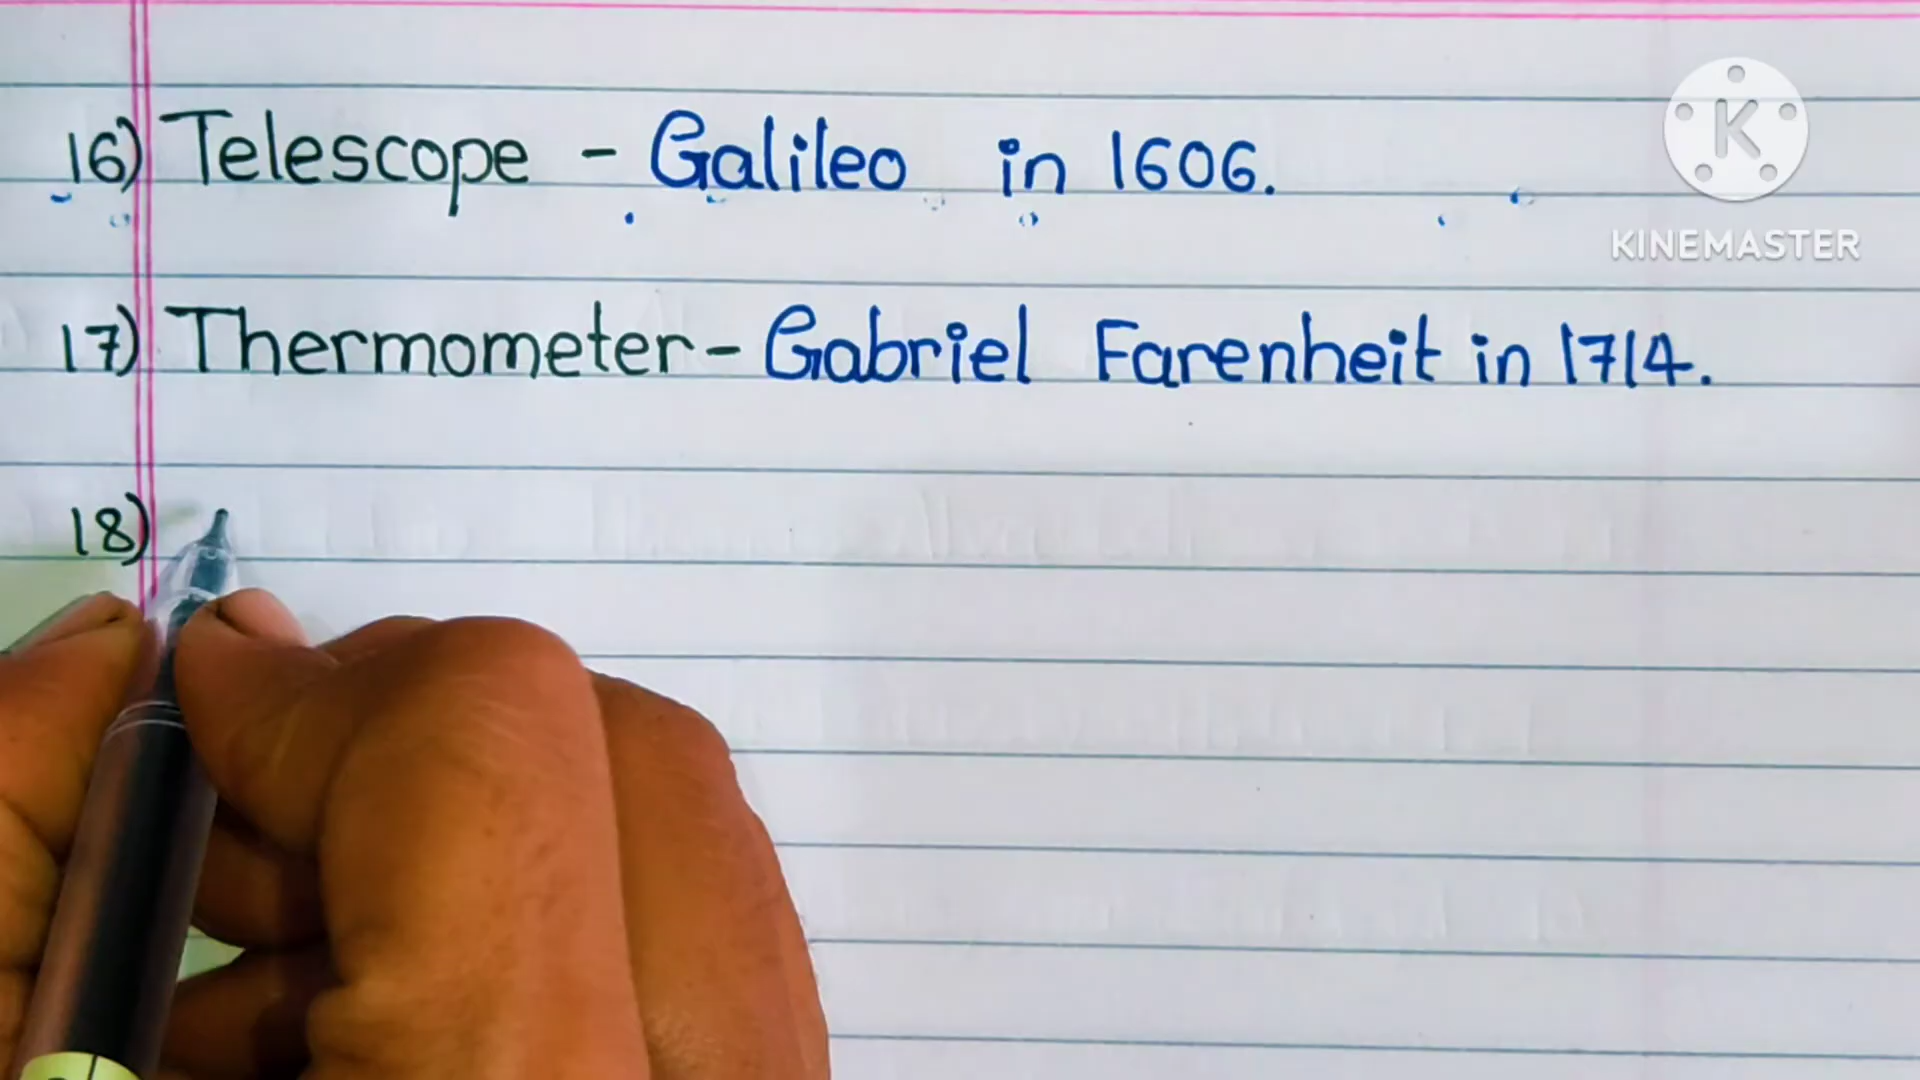 16) Telescope - Galileo in 1606.
K
KINEMASTER
17) Thermometer - Gabriel Farenheit in 1714.
18)